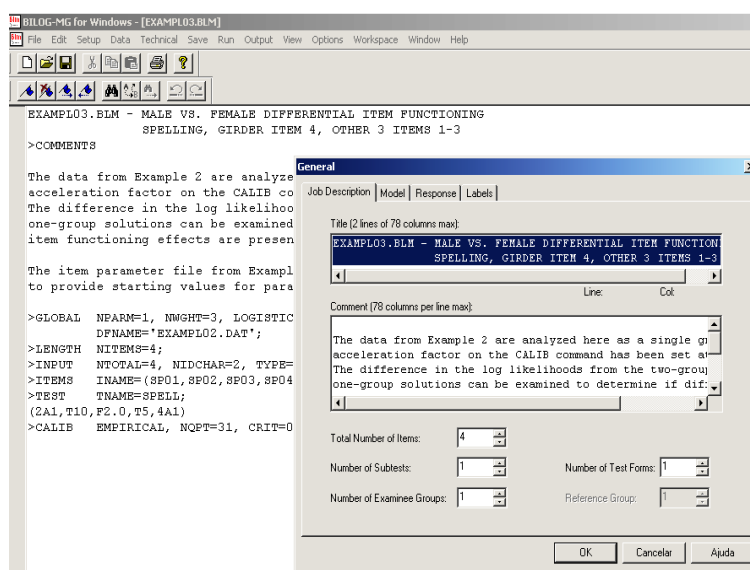 BILOG-MG for Windows - [EXAMPL03.BLM]
File Edit Setup Data Technical Save Run Output View Options Workspace Window Help
EXAMPL03.BLM - MALE VS. FEMALE DIFFERENTIAL ITEM FUNCTIONING
SPELLING, GIRDER ITEM 4, OTHER 3 ITEMS 1-3
>COMMENTS
The data from Example 2 are analyze
acceleration factor on the CALIB co
The difference in the log likelihoo
one-group solutions can be examined
item functioning effects are presen
The item parameter file from Exampl
to provide starting values for para
>GLOBAL NPARM=1, NWGHT=3, LOGISTIC
DFNAME='EXAMPL02.DAT';
>LENGTH NITEMS=4;
>INPUT NTOTAL=4, NIDCHAR=2, TYPE=
>ITEMS INAME=(SP01,SP02,SP03,SP04
>TEST TNAME=SPELL;
(2A1,T10,F2.0,T5,4A1)
>CALIB EMPIRICAL, NQPT=31, CRIT=0
General
Job Description Model Response Labels
Title (2 lines of 78 columns max):
EXAMPL03.BLM - MALE VS. FEMALE DIFFERENTIAL ITEM FUNCTION
SPELLING, GIRDER ITEM 4, OTHER 3 ITEMS 1-3
Line: Col:
Comment (78 columns per line max):
The data from Example 2 are analyzed here as a single
acceleration factor on the CALIB command has been set
The difference in the log likelihoods from the two-grou
one-group solutions can be examined to determine if dif
Total Number of Items: 4
Number of Subtests: 1 Number of Test Forms: 1
Number of Examinee Groups: 1 Reference Group: 1
OK Cancelar Ajuda